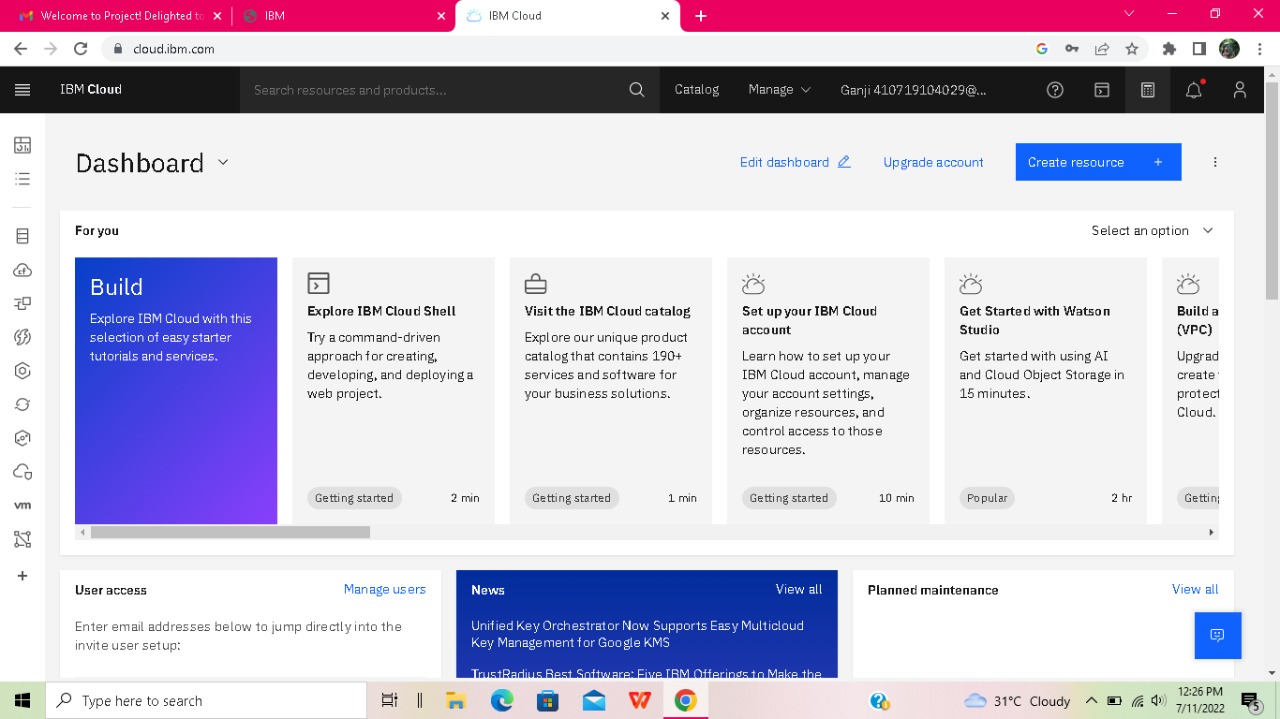 Welcome to Project! Delighted to
IBM
IBM Cloud
cloud.ibm.com
IBM Cloud
Search resources and products...
Catalog
Manage
Ganji 410719104029@...
Dashboard
Edit dashboard
Upgrade account
Create resource +
For you
Select an option
Build
Explore IBM Cloud with this
selection of easy starter
tutorials and services.
Explore IBM Cloud Shell
Try a command-driven
approach for creating,
developing, and deploying a
web project.
Getting started
2 min
Visit the IBM Cloud catalog
Explore our unique product
catalog that contains 190+
services and software for
your business solutions.
Getting started
1 min
Set up your IBM Cloud
account
Learn how to set up your
IBM Cloud account, manage
your account settings,
organize resources, and
control access to those
resources.
Getting started
10 min
Get Started with Watson
Studio
Get started with using AI
and Cloud Object Storage in
15 minutes.
Popular
2 hr
Build a
(VPC)
Upgrad
create
protect
Cloud.
Getting
vm
User access
Manage users
Enter email addresses below to jump directly into the
invite user setup:
News
View all
Unified Key Orchestrator Now Supports Easy Multicloud
Key Management for Google KMS
TrustRadius Best Software: Five IBM Offerings to Make the
Planned maintenance
View all
Type here to search
31°C Cloudy
12:26 PM
7/11/2022
5